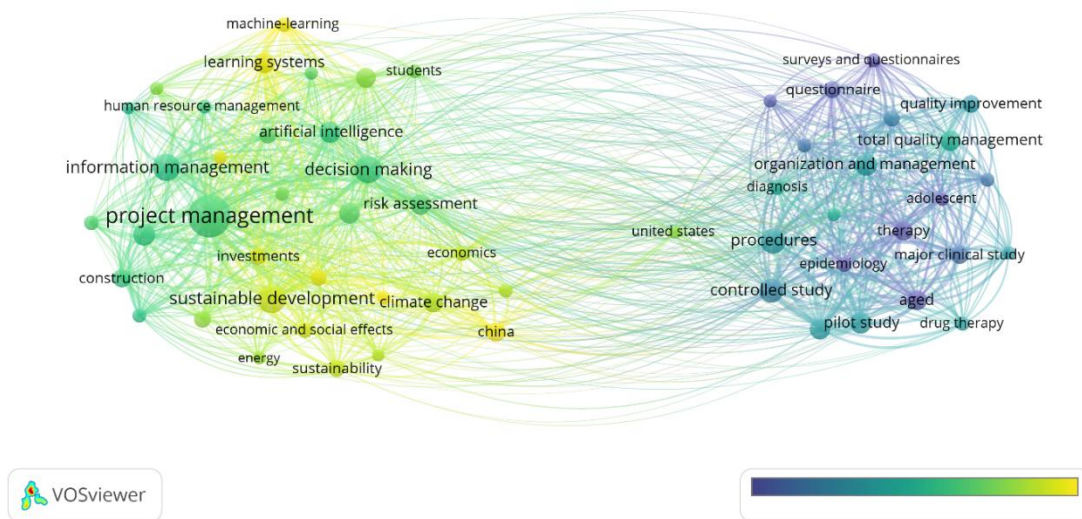 machine-learning
learning systems
students
human resource management
artificial intelligence
information management
decision making
project management
risk assessment
investments
economics
construction
sustainable development
climate change
economic and social effects
china
energy
sustainability
united states
surveys and questionnaires
questionnaire
quality improvement
total quality management
organization and management
diagnosis
adolescent
procedures
therapy
epidemiology
major clinical study
controlled study
aged
pilot study
drug therapy
VOSviewer